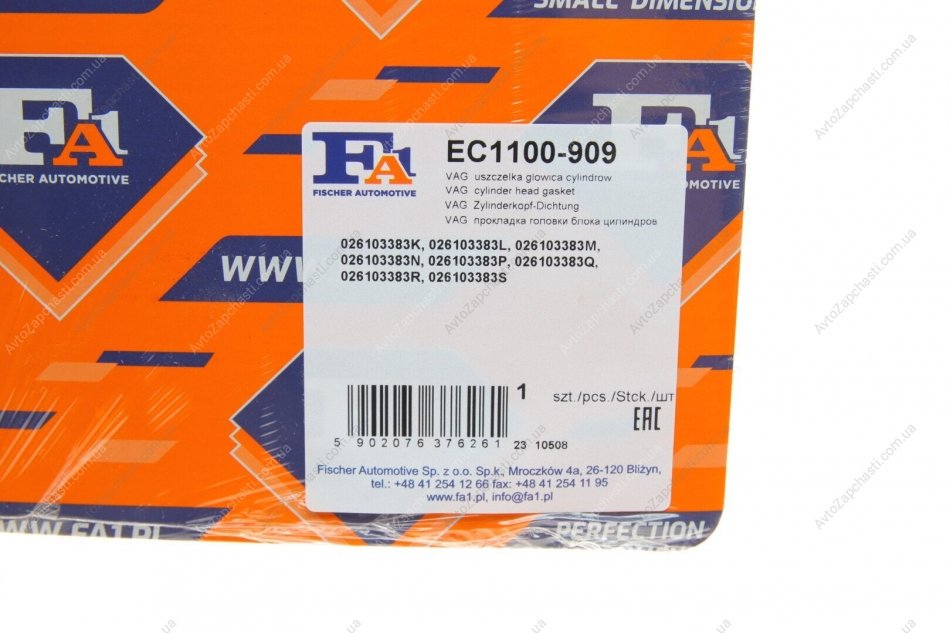 SMALL DIMENSION
FA1
FISCHER AUTOMOTIVE
FA1
WWW
FA1
FISCHER AUTOMOTIVE
EC1100-909
VAG uszczelka glowica cylindrow
VAG cylinder head gasket
VAG Zylinderkopf-Dichtung
VAG прокладка головки блока цилиндров
026103383K, 026103383L, 026103383M,
026103383N, 026103383P, 026103383Q,
026103383R, 026103383S
1 szt./pcs./Stck./шт
EAC
5 902076 376261 23 10508
Fischer Automotive Sp. z o.o. Sp.k., Mroczków 4a, 26-120 Bliżyn,
tel.: +48 41 254 12 66 fax: +48 41 254 11 95
www.fa1.pl, info@fa1.pl
WWW.FA1.PL
PERFECTION
AvtoZapchasti.com.ua